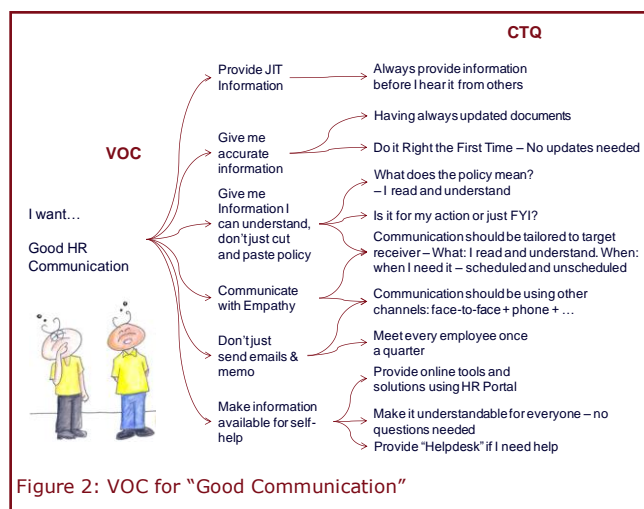 CTQ
VOC
I want…
Good HR
Communication
Provide JIT
Information
Give me
accurate
information
Give me
Information I
can understand,
don't just cut
and paste policy
Communicate
with Empathy
Don't just
send emails &
memo
Make information
available for self-
help
Always provide information
before I hear it from others
Having always updated documents
Do it Right the First Time – No updates needed
What does the policy mean?
– I read and understand
Is it for my action or just FYI?
Communication should be tailored to target
receiver – What: I read and understand. When:
when I need it – scheduled and unscheduled
Communication should be using other
channels: face-to-face + phone + …
Meet every employee once
a quarter
Provide online tools and
solutions using HR Portal
Make it understandable for everyone – no
questions needed
Provide “Helpdesk” if I need help
Figure 2: VOC for “Good Communication”